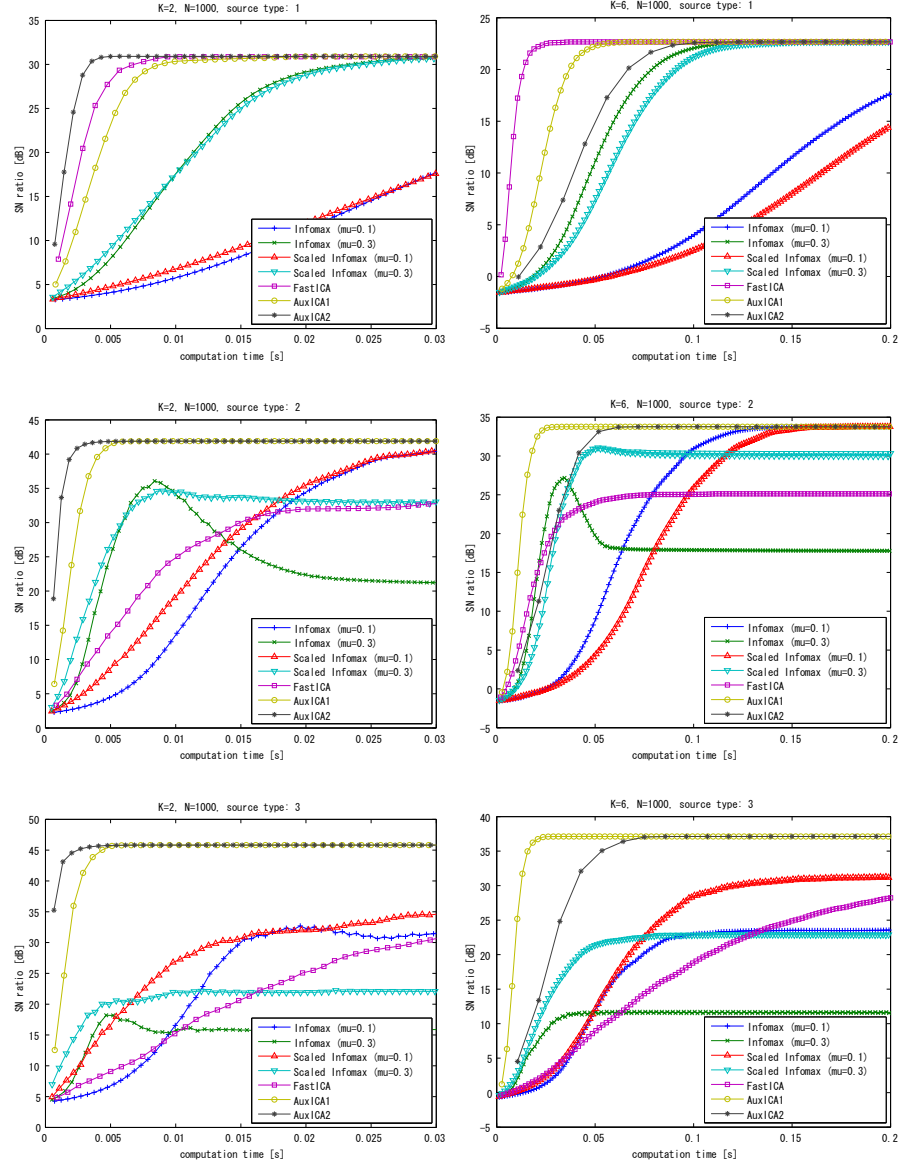 K=2, N=1000, source type: 1
35
30
25
20
15
10
5
0
SN ratio [dB]
Infomax (mu=0.1)
Infomax (mu=0.3)
Scaled Infomax (mu=0.1)
Scaled Infomax (mu=0.3)
FastICA
AuxICA1
AuxICA2
0 0.005 0.01 0.015 0.02 0.025 0.03
computation time [s]
K=6, N=1000, source type: 1
25
20
15
10
5
0
-5
SN ratio [dB]
Infomax (mu=0.1)
Infomax (mu=0.3)
Scaled Infomax (mu=0.1)
Scaled Infomax (mu=0.3)
FastICA
AuxICA1
AuxICA2
0 0.05 0.1 0.15 0.2
computation time [s]
K=2, N=1000, source type: 2
45
40
35
30
25
20
15
10
5
0
SN ratio [dB]
Infomax (mu=0.1)
Infomax (mu=0.3)
Scaled Infomax (mu=0.1)
Scaled Infomax (mu=0.3)
FastICA
AuxICA1
AuxICA2
0 0.005 0.01 0.015 0.02 0.025 0.03
computation time [s]
K=6, N=1000, source type: 2
35
30
25
20
15
10
5
0
-5
SN ratio [dB]
Infomax (mu=0.1)
Infomax (mu=0.3)
Scaled Infomax (mu=0.1)
Scaled Infomax (mu=0.3)
FastICA
AuxICA1
AuxICA2
0 0.05 0.1 0.15 0.2
computation time [s]
K=2, N=1000, source type: 3
50
45
40
35
30
25
20
15
10
5
0
SN ratio [dB]
Infomax (mu=0.1)
Infomax (mu=0.3)
Scaled Infomax (mu=0.1)
Scaled Infomax (mu=0.3)
FastICA
AuxICA1
AuxICA2
0 0.005 0.01 0.015 0.02 0.025 0.03
computation time [s]
K=6, N=1000, source type: 3
40
35
30
25
20
15
10
5
0
-5
SN ratio [dB]
Infomax (mu=0.1)
Infomax (mu=0.3)
Scaled Infomax (mu=0.1)
Scaled Infomax (mu=0.3)
FastICA
AuxICA1
AuxICA2
0 0.05 0.1 0.15 0.2
computation time [s]